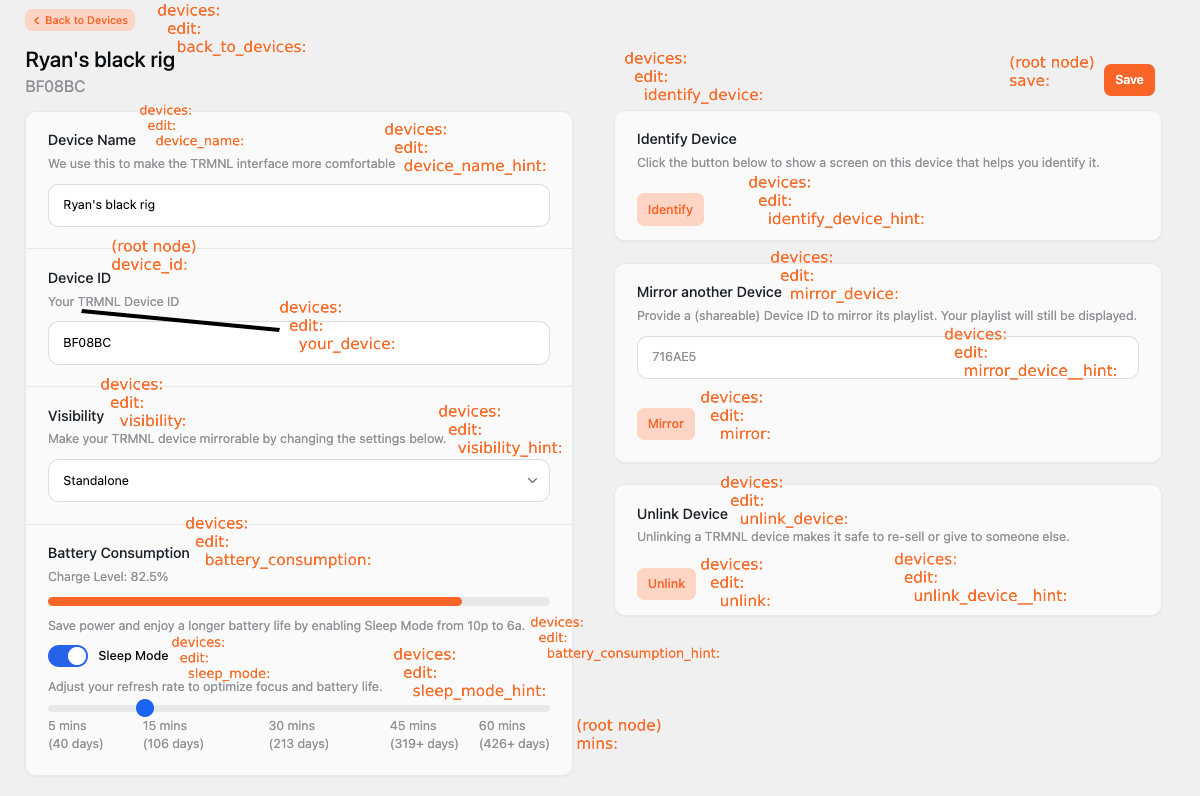 Back to Devices
devices:
edit:
back_to_devices:
Ryan's black rig
BF08BC
devices:
edit:
device_name:
Device Name
devices:
edit:
device_name_hint:
We use this to make the TRMNL interface more comfortable
Ryan's black rig
(root node)
device_id:
Device ID
Your TRMNL Device ID
devices:
edit:
your_device:
BF08BC
devices:
edit:
visibility:
Visibility
devices:
edit:
visibility_hint:
Make your TRMNL device mirrorable by changing the settings below.
Standalone
devices:
edit:
battery_consumption:
Battery Consumption
Charge Level: 82.5%
Save power and enjoy a longer battery life by enabling Sleep Mode from 10p to 6a.
devices:
edit:
battery_consumption_hint:
Sleep Mode
devices:
edit:
sleep_mode:
devices:
edit:
sleep_mode_hint:
Adjust your refresh rate to optimize focus and battery life.
5 mins
(40 days)
15 mins
(106 days)
30 mins
(213 days)
45 mins
(319+ days)
60 mins
(426+ days)
(root node)
mins:
devices:
edit:
identify_device:
(root node)
save:
Save
Identify Device
Click the button below to show a screen on this device that helps you identify it.
devices:
edit:
identify_device_hint:
Identify
devices:
edit:
mirror_device:
Mirror another Device
Provide a (shareable) Device ID to mirror its playlist. Your playlist will still be displayed.
devices:
edit:
mirror_device__hint:
716AE5
devices:
edit:
mirror:
Mirror
devices:
edit:
unlink_device:
Unlink Device
Unlinking a TRMNL device makes it safe to re-sell or give to someone else.
devices:
edit:
unlink:
Unlink
devices:
edit:
unlink_device__hint: